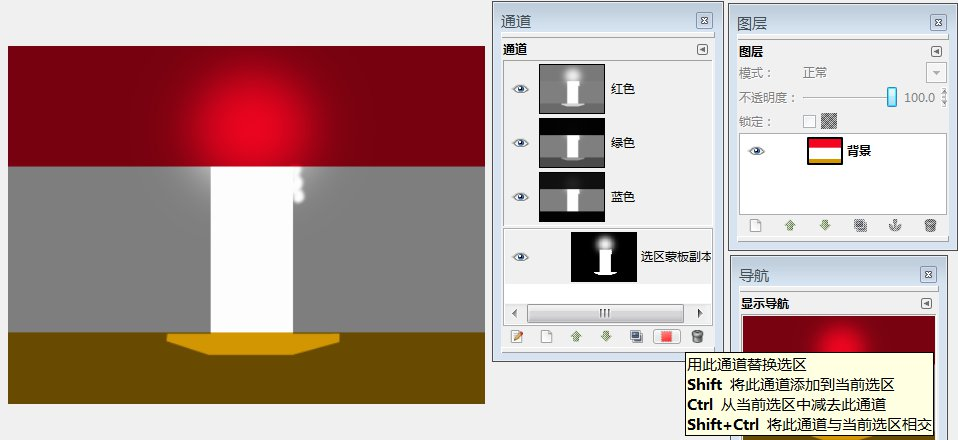 通道
通道
红色
绿色
蓝色
选区蒙板副本
图层
图层
模式：
正常
不透明度：
100.0
锁定：
背景
导航
显示导航
用此通道替换选区
Shift 将此通道添加到当前选区
Ctrl 从当前选区中减去此通道
Shift+Ctrl 将此通道与当前选区相交